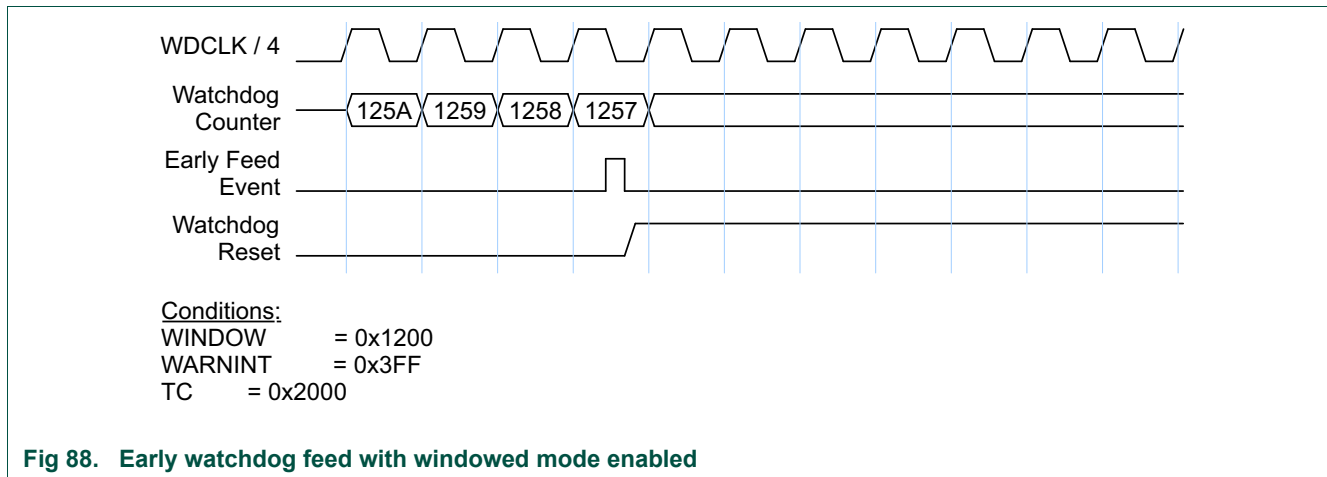 WDCLK / 4
Watchdog
Counter
125A 1259 1258 1257
Early Feed
Event
Watchdog
Reset
Conditions:
WINDOW = 0x1200
WARNINT = 0x3FF
TC = 0x2000
Fig 88. Early watchdog feed with windowed mode enabled